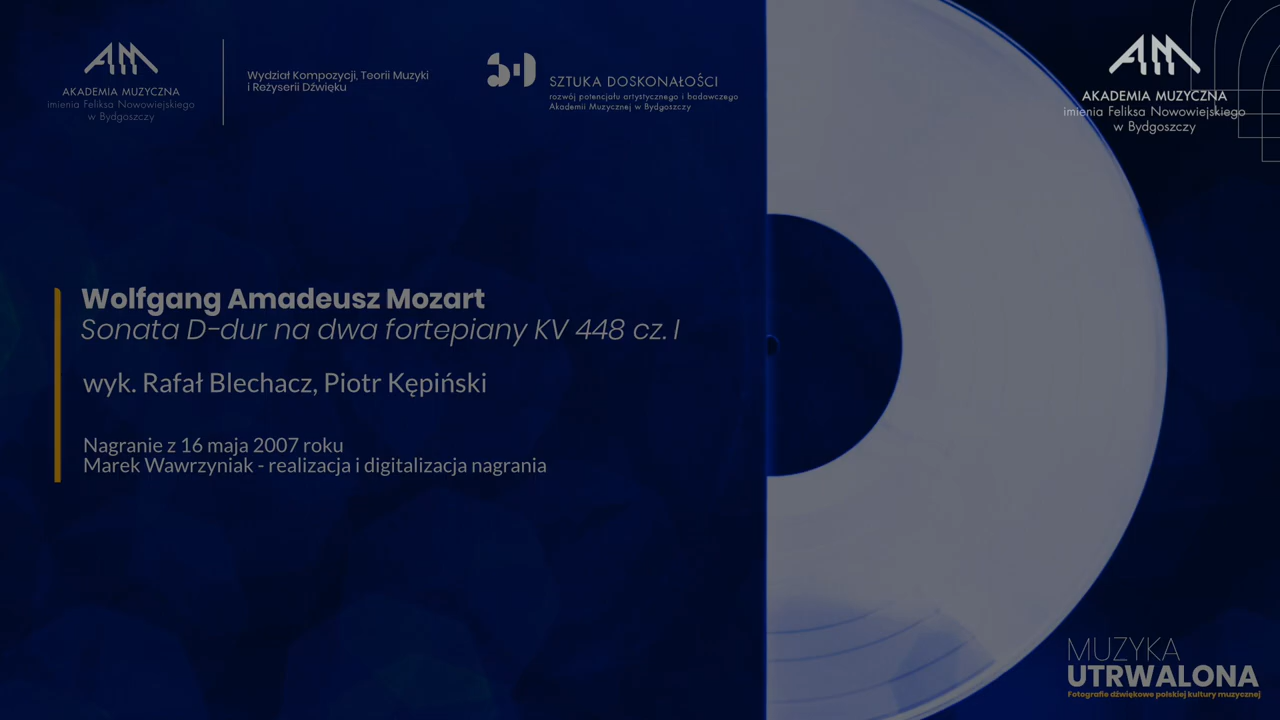 AKADEMIA MUZYCZNA
imienia Feliksa Nowowiejskiego
w Bydgoszczy
Wydział Kompozycji, Teorii Muzyki
i Reżyserii Dźwięku
SZTUKA DOSKONAŁOŚCI
rozwój potencjału artystycznego i badawczego
Akademii Muzycznej w Bydgoszczy
AKADEMIA MUZYCZNA
imienia Feliksa Nowowiejskiego
w Bydgoszczy
Wolfgang Amadeusz Mozart
Sonata D-dur na dwa fortepiany KV 448 cz. I
wyk. Rafał Blechacz, Piotr Kępiński
Nagranie z 16 maja 2007 roku
Marek Wawrzyniak - realizacja i digitalizacja nagrania
MUZYKA
UTRWALONA
Fotografie dźwiękowe polskiej kultury muzycznej